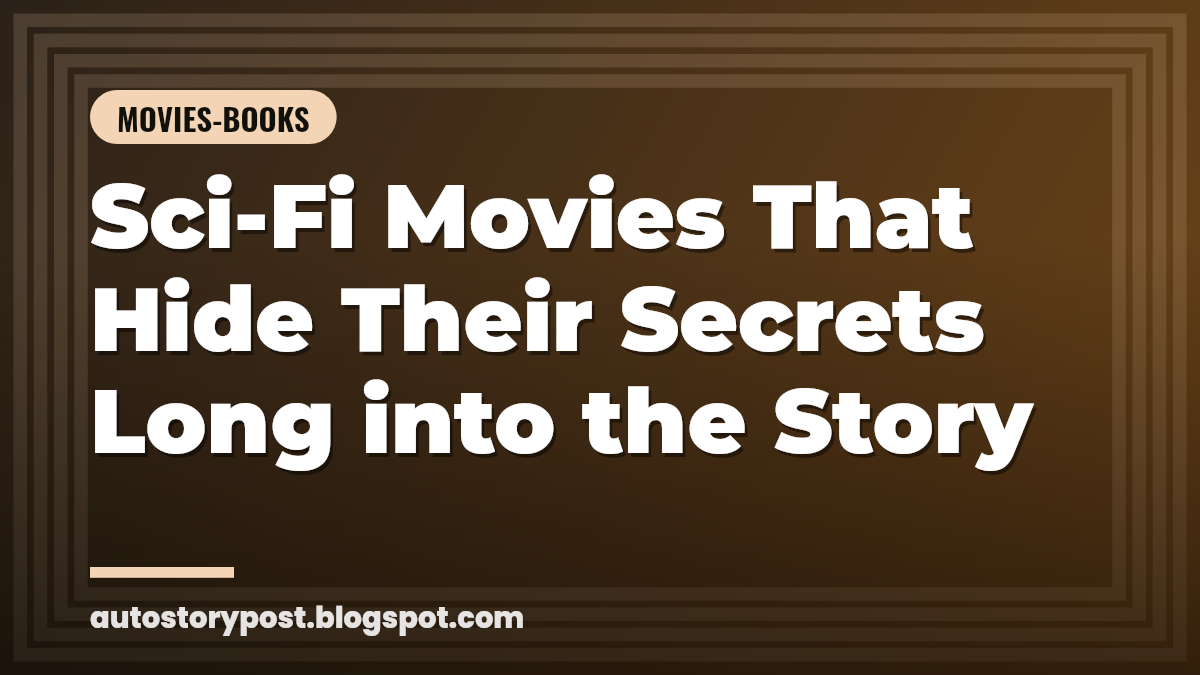 MOVIES-BOOKS
Sci-Fi Movies That
Hide Their Secrets
Long into the Story
autostorypost.blogspot.com